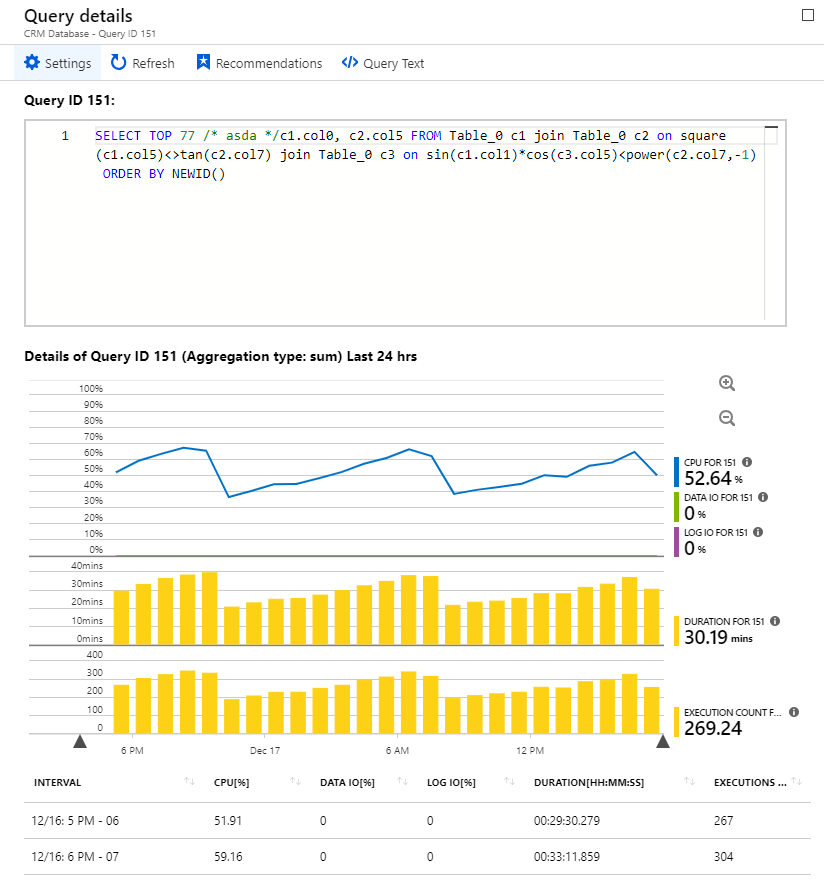 Query details
CRM Database - Query ID 151
Settings
Refresh
Recommendations
Query Text
Query ID 151:
1 SELECT TOP 77 /* asda */c1.col0, c2.col5 FROM Table_0 c1 join Table_0 c2 on square
(c1.col5)<>tan(c2.col7) join Table_0 c3 on sin(c1.col1)*cos(c3.col5)<power(c2.col7,-1)
ORDER BY NEWID()
Details of Query ID 151 (Aggregation type: sum) Last 24 hrs
100%
90%
80%
70%
60%
50%
40%
30%
20%
10%
0%
CPU FOR 151
52.64 %
DATA IO FOR 151
0 %
LOG IO FOR 151
0 %
40mins
30mins
20mins
10mins
0mins
DURATION FOR 151
30.19 mins
400
300
200
100
0
EXECUTION COUNT F...
269.24
6 PM
Dec 17
6 AM
12 PM
INTERVAL CPU[%] DATA IO[%] LOG IO[%] DURATION[HH:MM:SS] EXECUTIONS ...
12/16: 5 PM - 06 51.91 0 0 00:29:30.279 267
12/16: 6 PM - 07 59.16 0 0 00:33:11.859 304